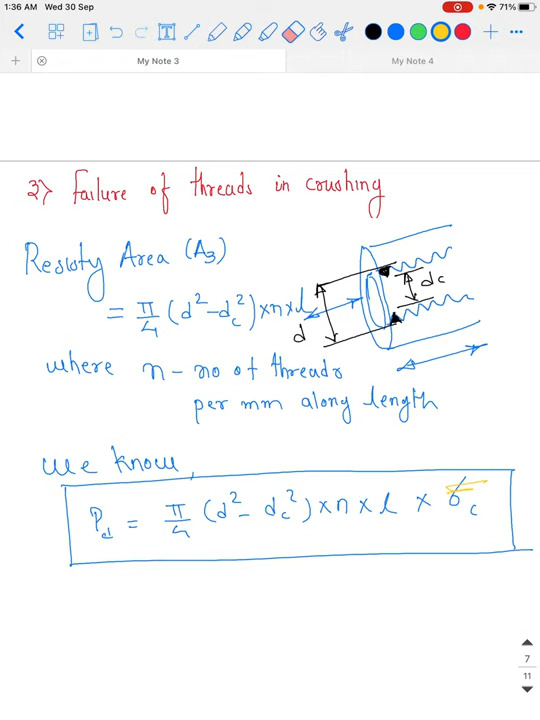 1:36 AM Wed 30 Sep
71%
My Note 3
My Note 4
3) Failure of threads in crushing
Area (A₃)
= π/4 (d² - dc²) x n x l
d
dc
where n - no of threads
per mm along length
we know,
Pd = π/4 (d² - dc²) x n x l x σc
7
11